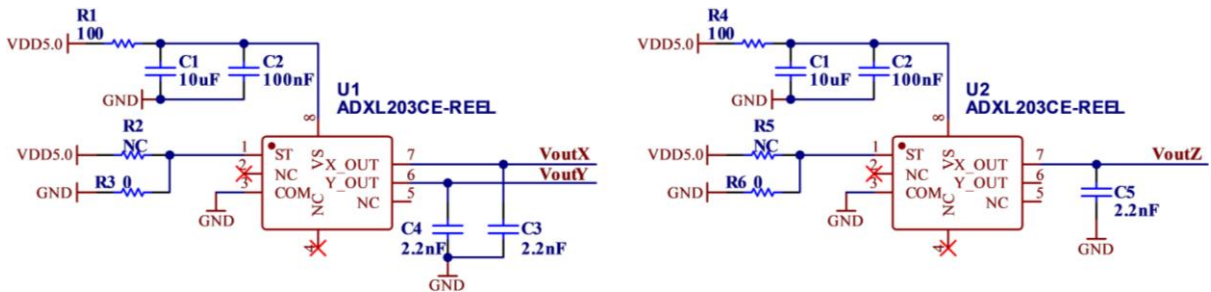 R1
100
VDD5.0
C1
10uF
C2
100nF
GND
U1
ADXL203CE-REEL
8
R2
NC
VDD5.0
R3 0
GND
1
2
3
ST
NC
COM
VS
NC
X_OUT
Y_OUT
NC
7
6
5
4
GND
VoutX
VoutY
C4
2.2nF
C3
2.2nF
GND
R4
100
VDD5.0
C1
10uF
C2
100nF
GND
U2
ADXL203CE-REEL
8
R5
NC
VDD5.0
R6 0
GND
1
2
3
ST
NC
COM
VS
NC
X_OUT
Y_OUT
NC
7
6
5
4
GND
VoutZ
C5
2.2nF
GND